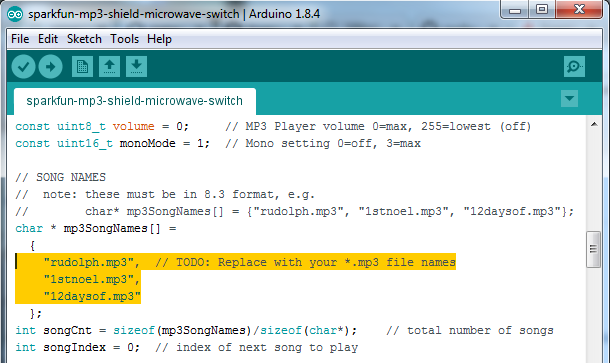 sparkfun-mp3-shield-microwave-switch | Arduino 1.8.4
File Edit Sketch Tools Help
sparkfun-mp3-shield-microwave-switch
const uint8_t volume = 0;     // MP3 Player volume 0=max, 255=lowest (off)
const uint16_t monoMode = 1;  // Mono setting 0=off, 3=max
// SONG NAMES
//  note: these must be in 8.3 format, e.g.
//        char* mp3SongNames[] = {"rudolph.mp3", "1stnoel.mp3", "12daysof.mp3"};
char * mp3SongNames[] =
  {
    "rudolph.mp3",  // TODO: Replace with your *.mp3 file names
    "1stnoel.mp3",
    "12daysof.mp3"
  };
int songCnt = sizeof(mp3SongNames)/sizeof(char*);    // total number of songs
int songIndex = 0;  // index of next song to play